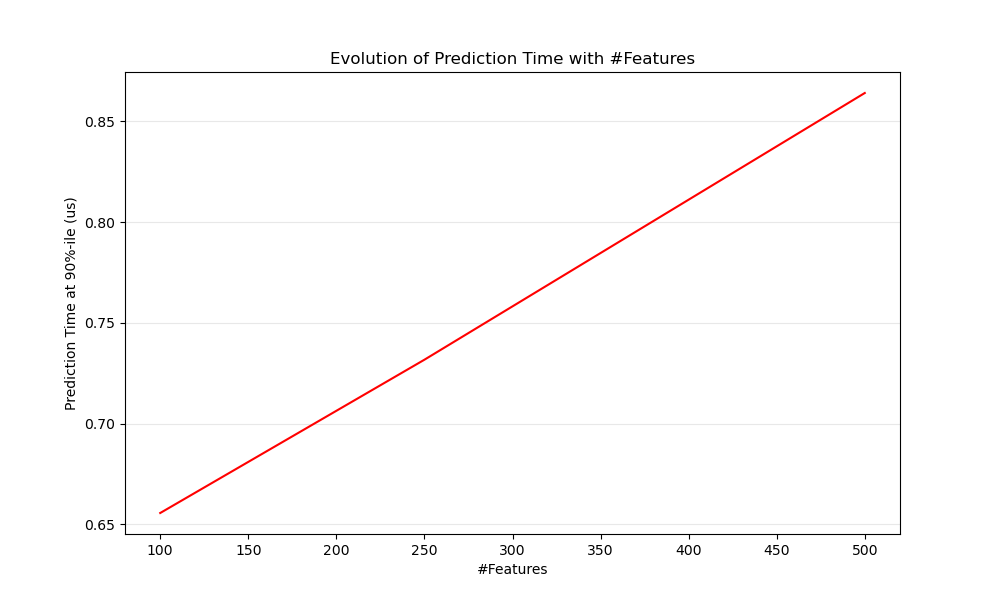 Evolution of Prediction Time with #Features
Prediction Time at 90%-ile (us)
0.85
0.80
0.75
0.70
0.65
100 150 200 250 300 350 400 450 500
#Features